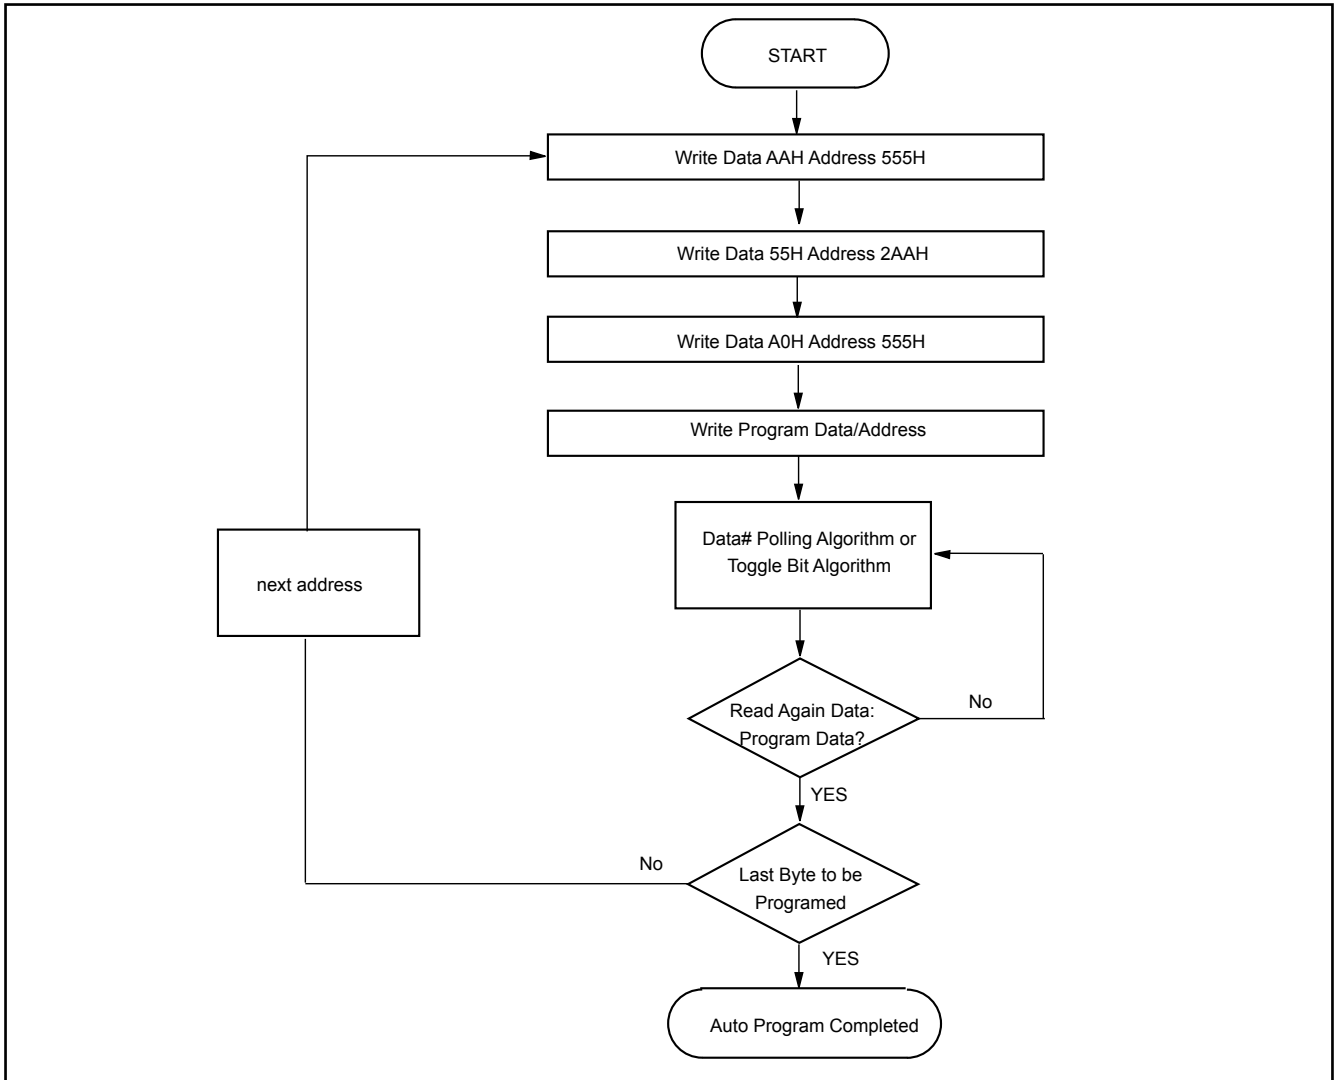 START
Write Data AAH Address 555H
Write Data 55H Address 2AAH
Write Data A0H Address 555H
Write Program Data/Address
Data# Polling Algorithm or
Toggle Bit Algorithm
next address
Read Again Data:
Program Data?
No
YES
No
Last Byte to be
Programed
YES
Auto Program Completed